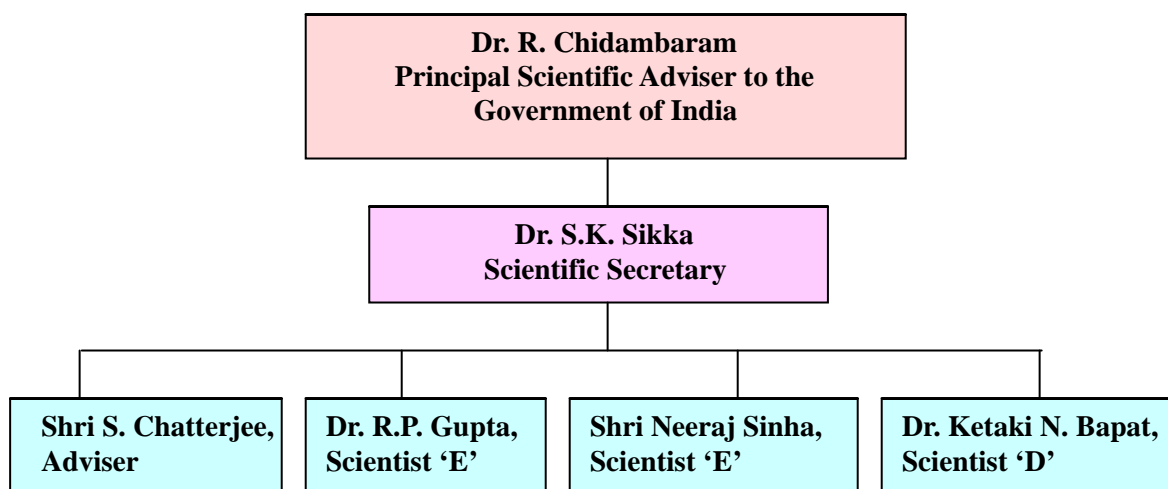 Dr. R. Chidambaram
Principal Scientific Adviser to the
Government of India
Dr. S.K. Sikka
Scientific Secretary
Shri S. Chatterjee,
Adviser
Dr. R.P. Gupta,
Scientist ‘E’
Shri Neeraj Sinha,
Scientist ‘E’
Dr. Ketaki N. Bapat,
Scientist ‘D’